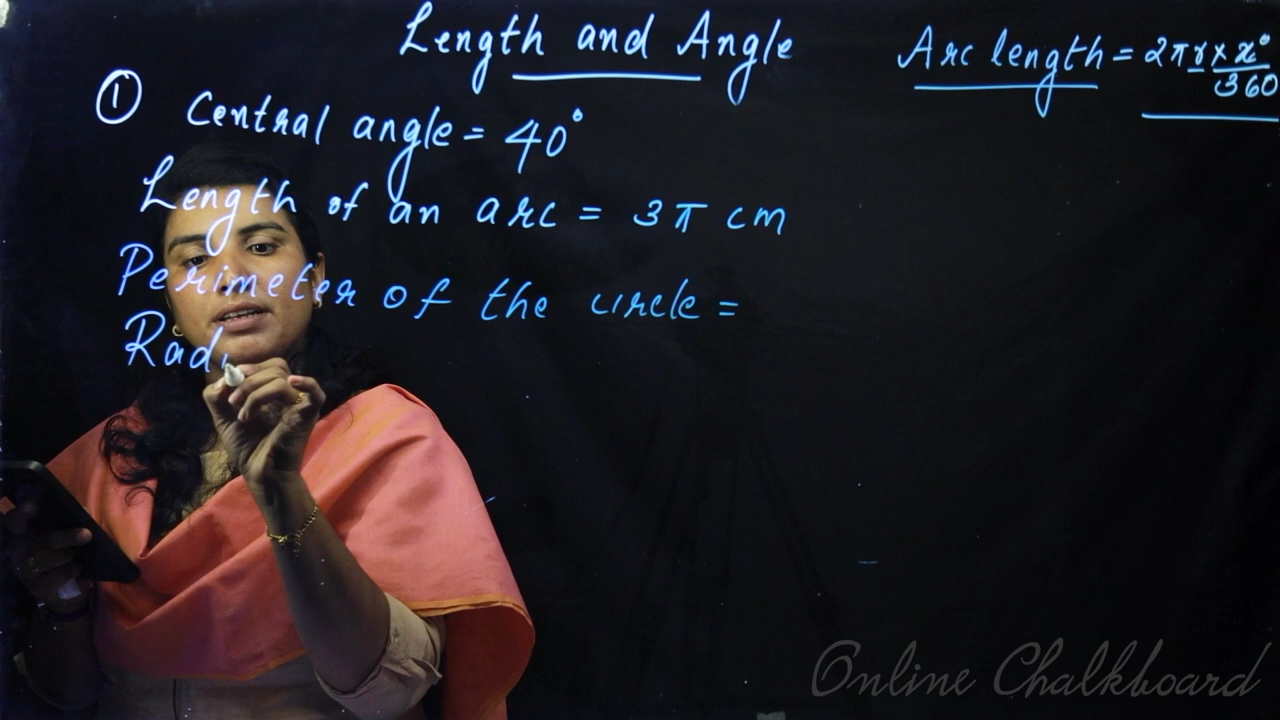 Length and Angle
Arc length = 2πr × x°/360
① Central angle = 40°
Length of an arc = 3π cm
Perimeter of the circle =
Radi
Online Chalkboard